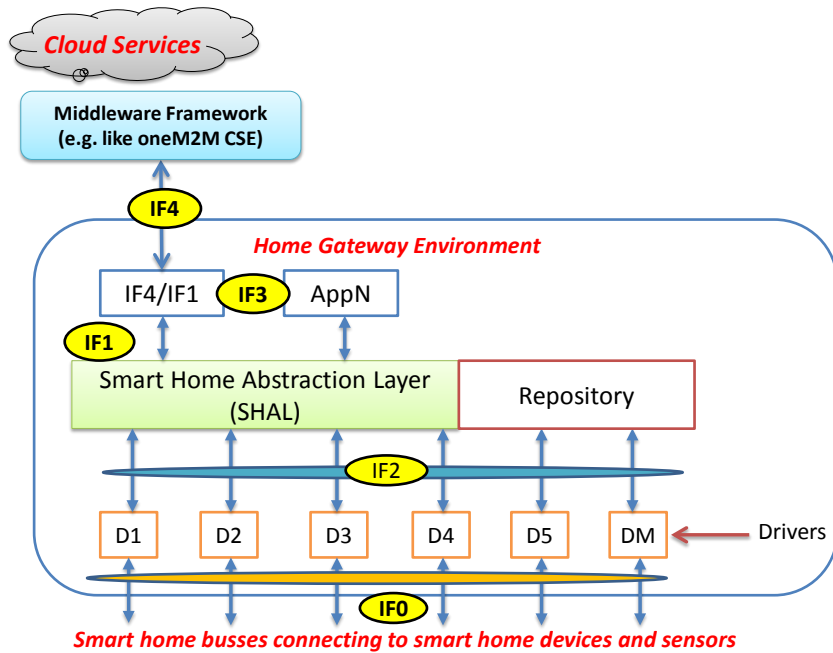 Cloud Services
Middleware Framework
(e.g. like oneM2M CSE)
IF4
Home Gateway Environment
IF4/IF1
IF3
AppN
IF1
Smart Home Abstraction Layer
(SHAL)
Repository
IF2
D1
D2
D3
D4
D5
DM
Drivers
IF0
Smart home busses connecting to smart home devices and sensors